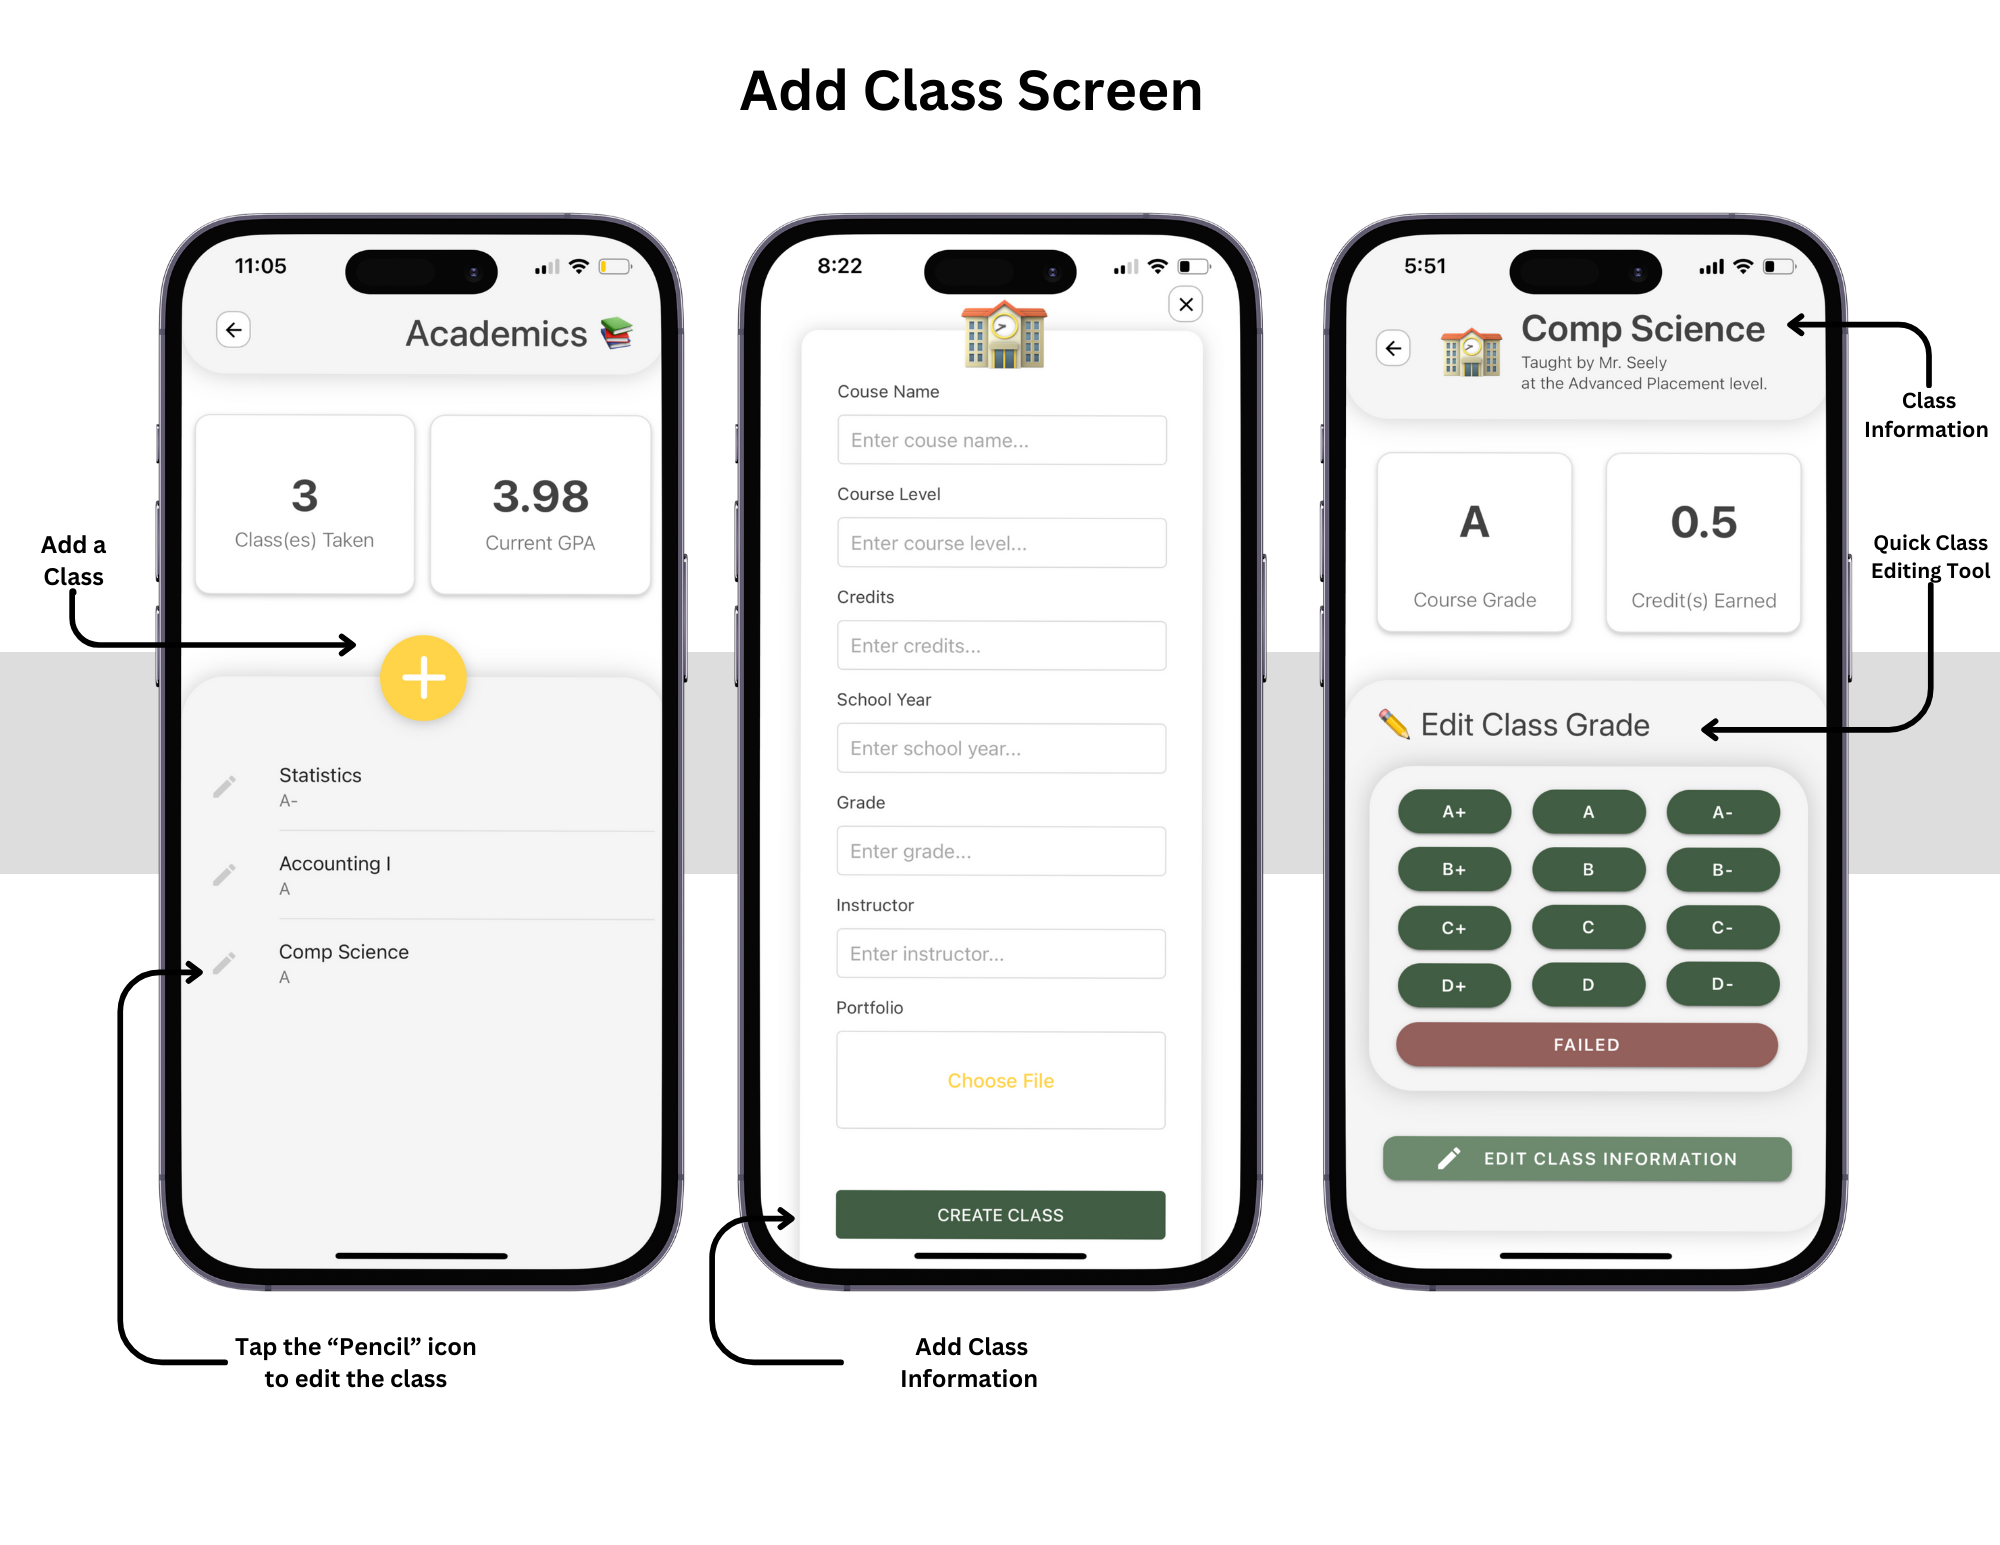 Add Class Screen
11:05
Academics
3
Class(es) Taken
3.98
Current GPA
Add a
Class
Statistics
A-
Accounting I
A
Comp Science
A
Tap the “Pencil” icon
to edit the class
8:22
Couse Name
Enter couse name...
Course Level
Enter course level...
Credits
Enter credits...
School Year
Enter school year...
Grade
Enter grade...
Instructor
Enter instructor...
Portfolio
Choose File
CREATE CLASS
Add Class
Information
5:51
Comp Science
Taught by Mr. Seely
at the Advanced Placement level.
Class
Information
A
Course Grade
0.5
Credit(s) Earned
Quick Class
Editing Tool
Edit Class Grade
A+ A A-
B+ B B-
C+ C C-
D+ D D-
FAILED
EDIT CLASS INFORMATION